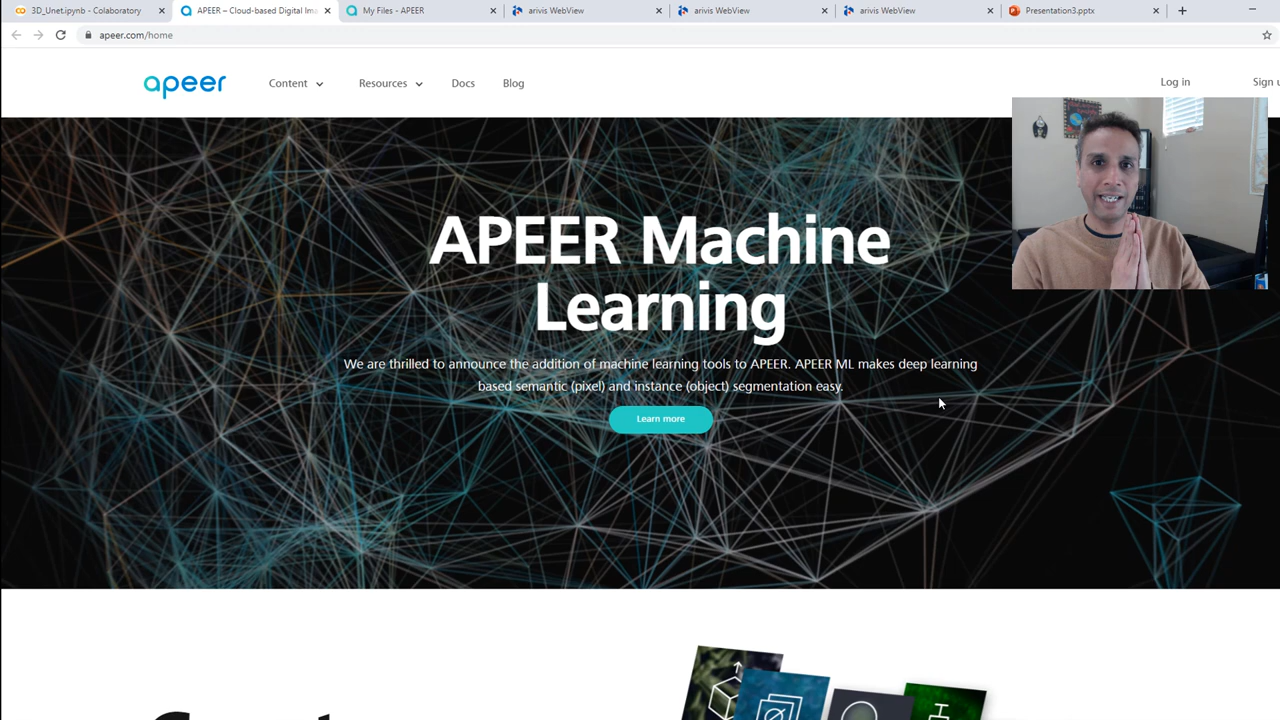 3D_Unet.ipynb - Colaboratory
APEER – Cloud-based Digital Ima
My Files - APEER
arivis WebView
arivis WebView
arivis WebView
Presentation3.pptx
apeer.com/home
apeer
Content
Resources
Docs
Blog
Log in
Sign u
APEER Machine
Learning
We are thrilled to announce the addition of machine learning tools to APEER. APEER ML makes deep learning
based semantic (pixel) and instance (object) segmentation easy.
Learn more